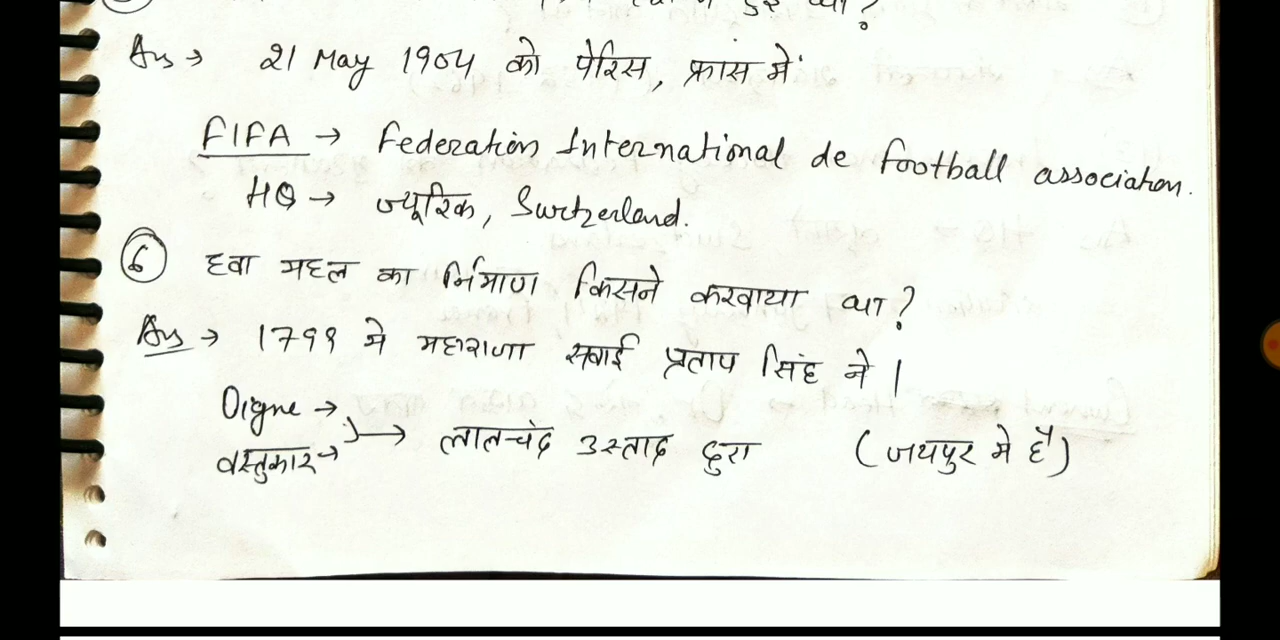 हुई थी?
Ans → 21 May 1904 को पेरिस, फ्रांस में
FIFA → Federation International de football association.
HQ → ज्यूरिक, Switzerland.
6 हवा महल का र्निमाण किसने करवाया था?
Ans → 1799 मे महाराजा सवाई प्रताप सिंह ने।
Digne →
वस्तुकार → → लालचंद उस्ताद दुरा (जयपुर मे है)